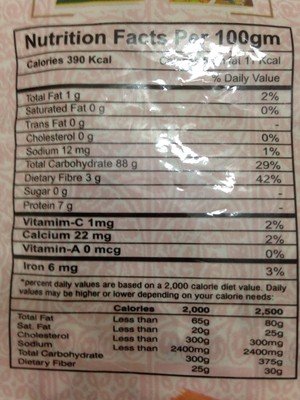 Nutrition Facts Per 100gm
Calories 390 Kcal Kcal
% Daily Value
Total Fat 1 g 2%
Saturated Fat 0 g 0%
Trans Fat 0 g -
Cholesterol 0 g 0%
Sodium 12 mg 1%
Total Carbohydrate 88 g 29%
Dietary Fibre 3 g 42%
Sugar 0 g -
Protein 7 g -
Vitamim-C 1mg 2%
Calcium 22 mg 2%
Vitamin-A 0 mcg 0%
Iron 6 mg 3%
*percent daily values are based on a 2,000 calorie diet value. Daily
values may be higher or lower depending on your calorie needs:
Calories 2,000 2,500
Total Fat Less than 65g 80g
Sat. Fat Less than 20g 25g
Cholesterol Less than 300g 300mg
Sodium Less than 2400mg 2400mg
Total Carbohydrate 300g 375g
Dietary Fiber 25g 30g